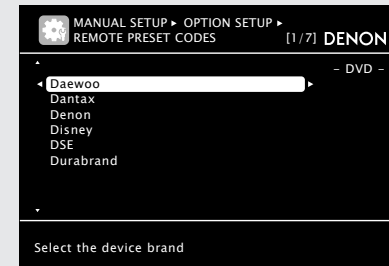 MANUAL SETUP▸ OPTION SETUP▸
REMOTE PRESET CODES [1/7] DENON
– DVD –
Daewoo
Dantax
Denon
Disney
DSE
Durabrand
Select the device brand